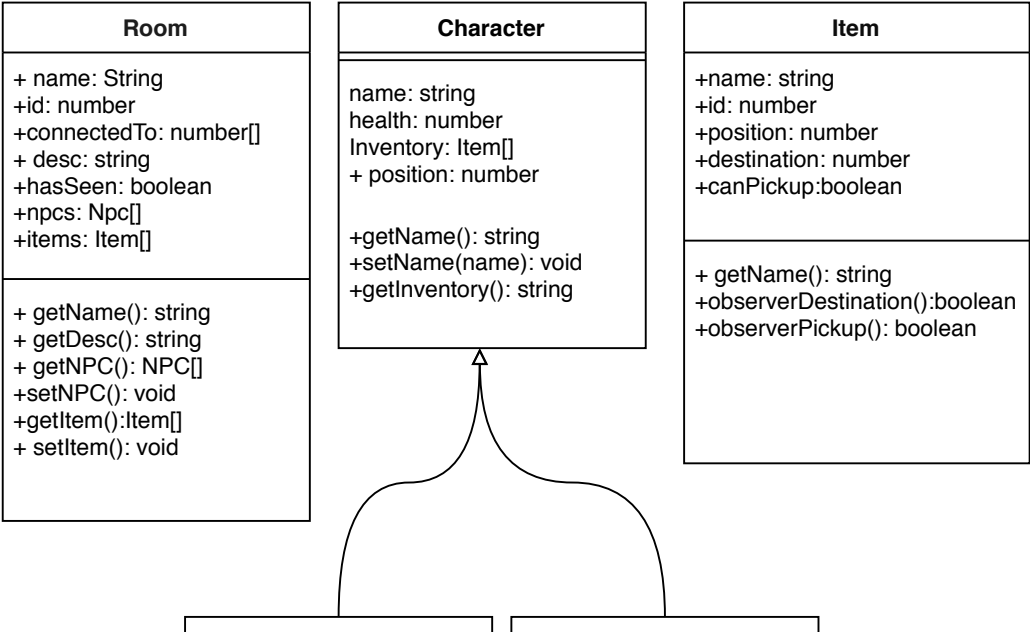 Room
+ name: String
+id: number
+connectedTo: number[]
+ desc: string
+hasSeen: boolean
+npcs: Npc[]
+items: Item[]
+ getName(): string
+ getDesc(): string
+ getNPC(): NPC[]
+setNPC(): void
+getItem():Item[]
+ setItem(): void
Character
name: string
health: number
Inventory: Item[]
+ position: number
+getName(): string
+setName(name): void
+getInventory(): string
Item
+name: string
+id: number
+position: number
+destination: number
+canPickup:boolean
+ getName(): string
+observerDestination():boolean
+observerPickup(): boolean